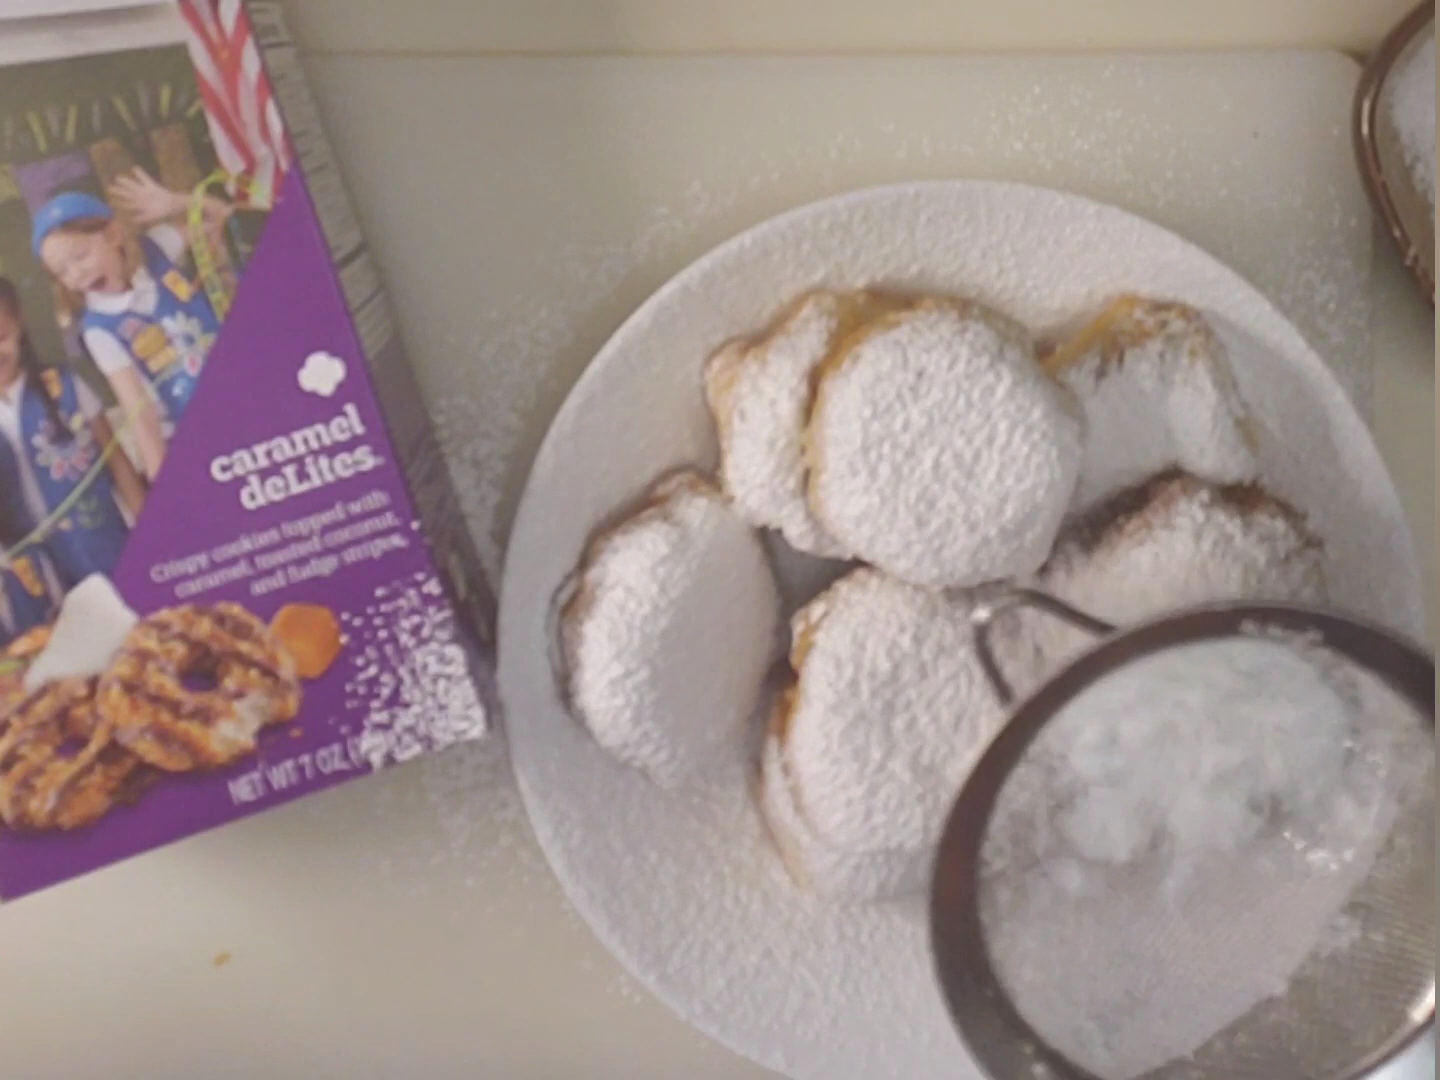 caramel
deLites
Crispy cookies topped with
caramel, toasted coconut,
and fudge stripes.
NET WT 7 OZ